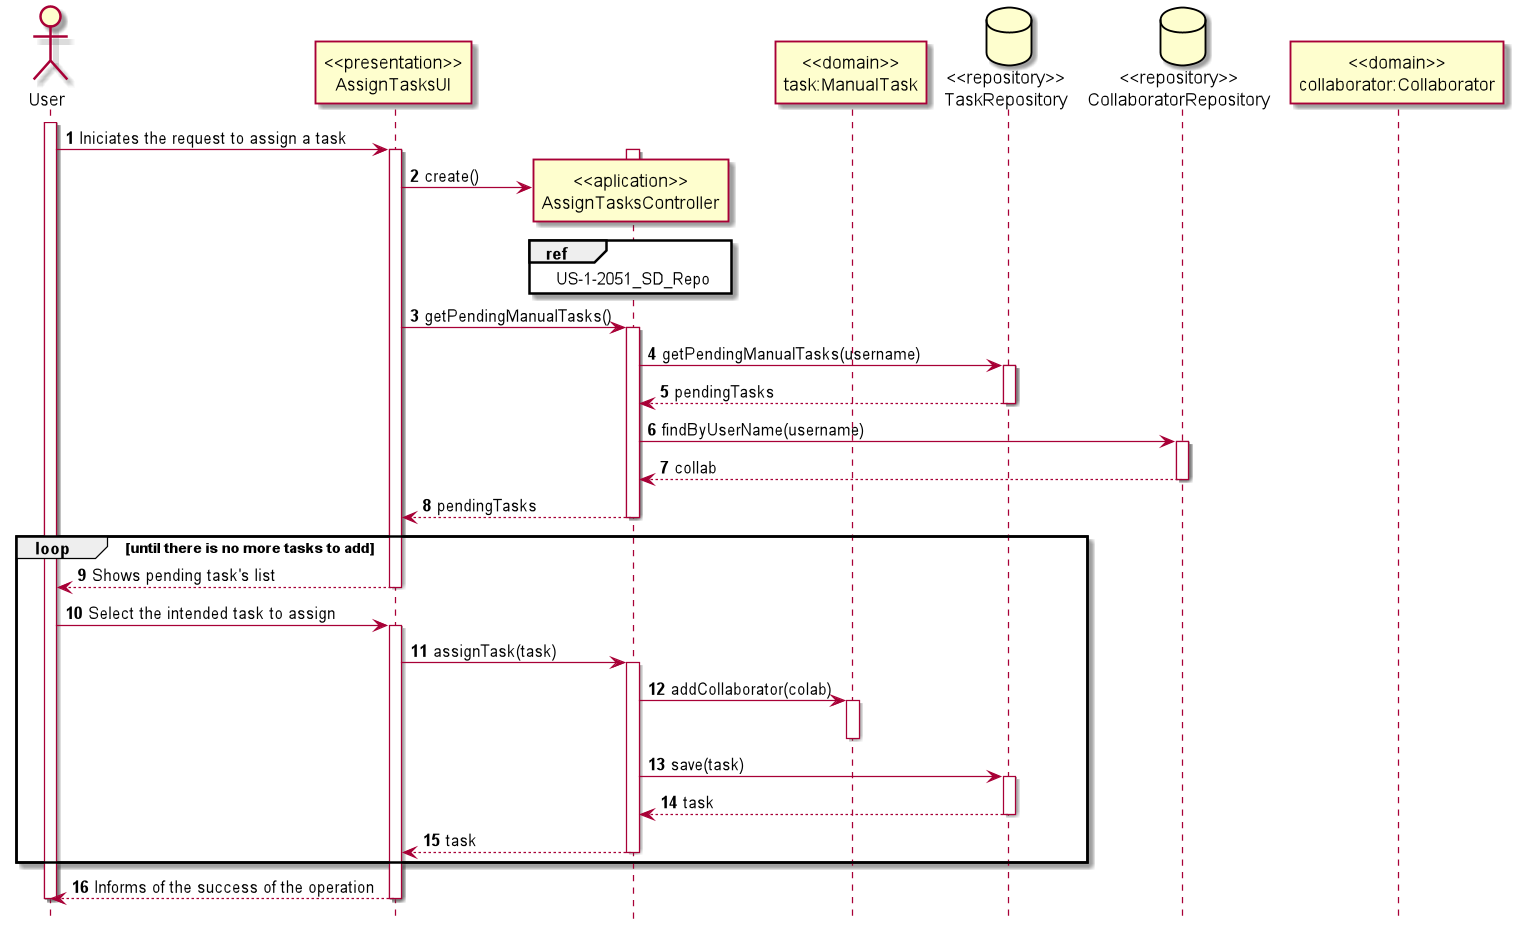 User
<<presentation>>
AssignTasksUI
<<domain>>
task:ManualTask
<<repository>>
TaskRepository
<<repository>>
CollaboratorRepository
<<domain>>
collaborator:Collaborator
1 Iniciates the request to assign a task
2 create()
<<aplication>>
AssignTasksController
ref
US-1-2051_SD_Repo
3 getPendingManualTasks()
4 getPendingManualTasks(username)
5 pendingTasks
6 findByUserName(username)
7 collab
8 pendingTasks
loop [until there is no more tasks to add]
9 Shows pending task's list
10 Select the intended task to assign
11 assignTask(task)
12 addCollaborator(colab)
13 save(task)
14 task
15 task
16 Informs of the success of the operation